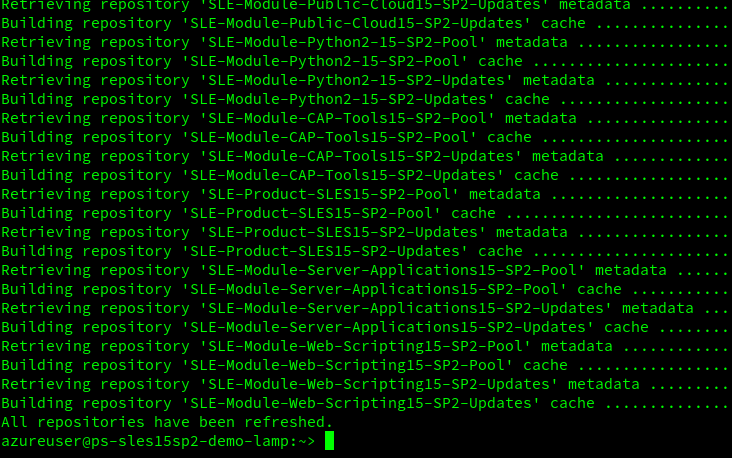 Retrieving repository 'SLE-Module-Public-Cloud15-SP2-Updates' metadata ..........
Building repository 'SLE-Module-Public-Cloud15-SP2-Updates' cache ...............
Retrieving repository 'SLE-Module-Python2-15-SP2-Pool' metadata .................
Building repository 'SLE-Module-Python2-15-SP2-Pool' cache ......................
Retrieving repository 'SLE-Module-Python2-15-SP2-Updates' metadata ..............
Building repository 'SLE-Module-Python2-15-SP2-Updates' cache ...................
Retrieving repository 'SLE-Module-CAP-Tools15-SP2-Pool' metadata ................
Building repository 'SLE-Module-CAP-Tools15-SP2-Pool' cache .....................
Retrieving repository 'SLE-Module-CAP-Tools15-SP2-Updates' metadata .............
Building repository 'SLE-Module-CAP-Tools15-SP2-Updates' cache ..................
Retrieving repository 'SLE-Product-SLES15-SP2-Pool' metadata ....................
Building repository 'SLE-Product-SLES15-SP2-Pool' cache .........................
Retrieving repository 'SLE-Product-SLES15-SP2-Updates' metadata .................
Building repository 'SLE-Product-SLES15-SP2-Updates' cache ......................
Retrieving repository 'SLE-Module-Server-Applications15-SP2-Pool' metadata ......
Building repository 'SLE-Module-Server-Applications15-SP2-Pool' cache ...........
Retrieving repository 'SLE-Module-Server-Applications15-SP2-Updates' metadata ...
Building repository 'SLE-Module-Server-Applications15-SP2-Updates' cache ........
Retrieving repository 'SLE-Module-Web-Scripting15-SP2-Pool' metadata ............
Building repository 'SLE-Module-Web-Scripting15-SP2-Pool' cache .................
Retrieving repository 'SLE-Module-Web-Scripting15-SP2-Updates' metadata .........
Building repository 'SLE-Module-Web-Scripting15-SP2-Updates' cache ..............
All repositories have been refreshed.
azureuser@ps-sles15sp2-demo-lamp:~>